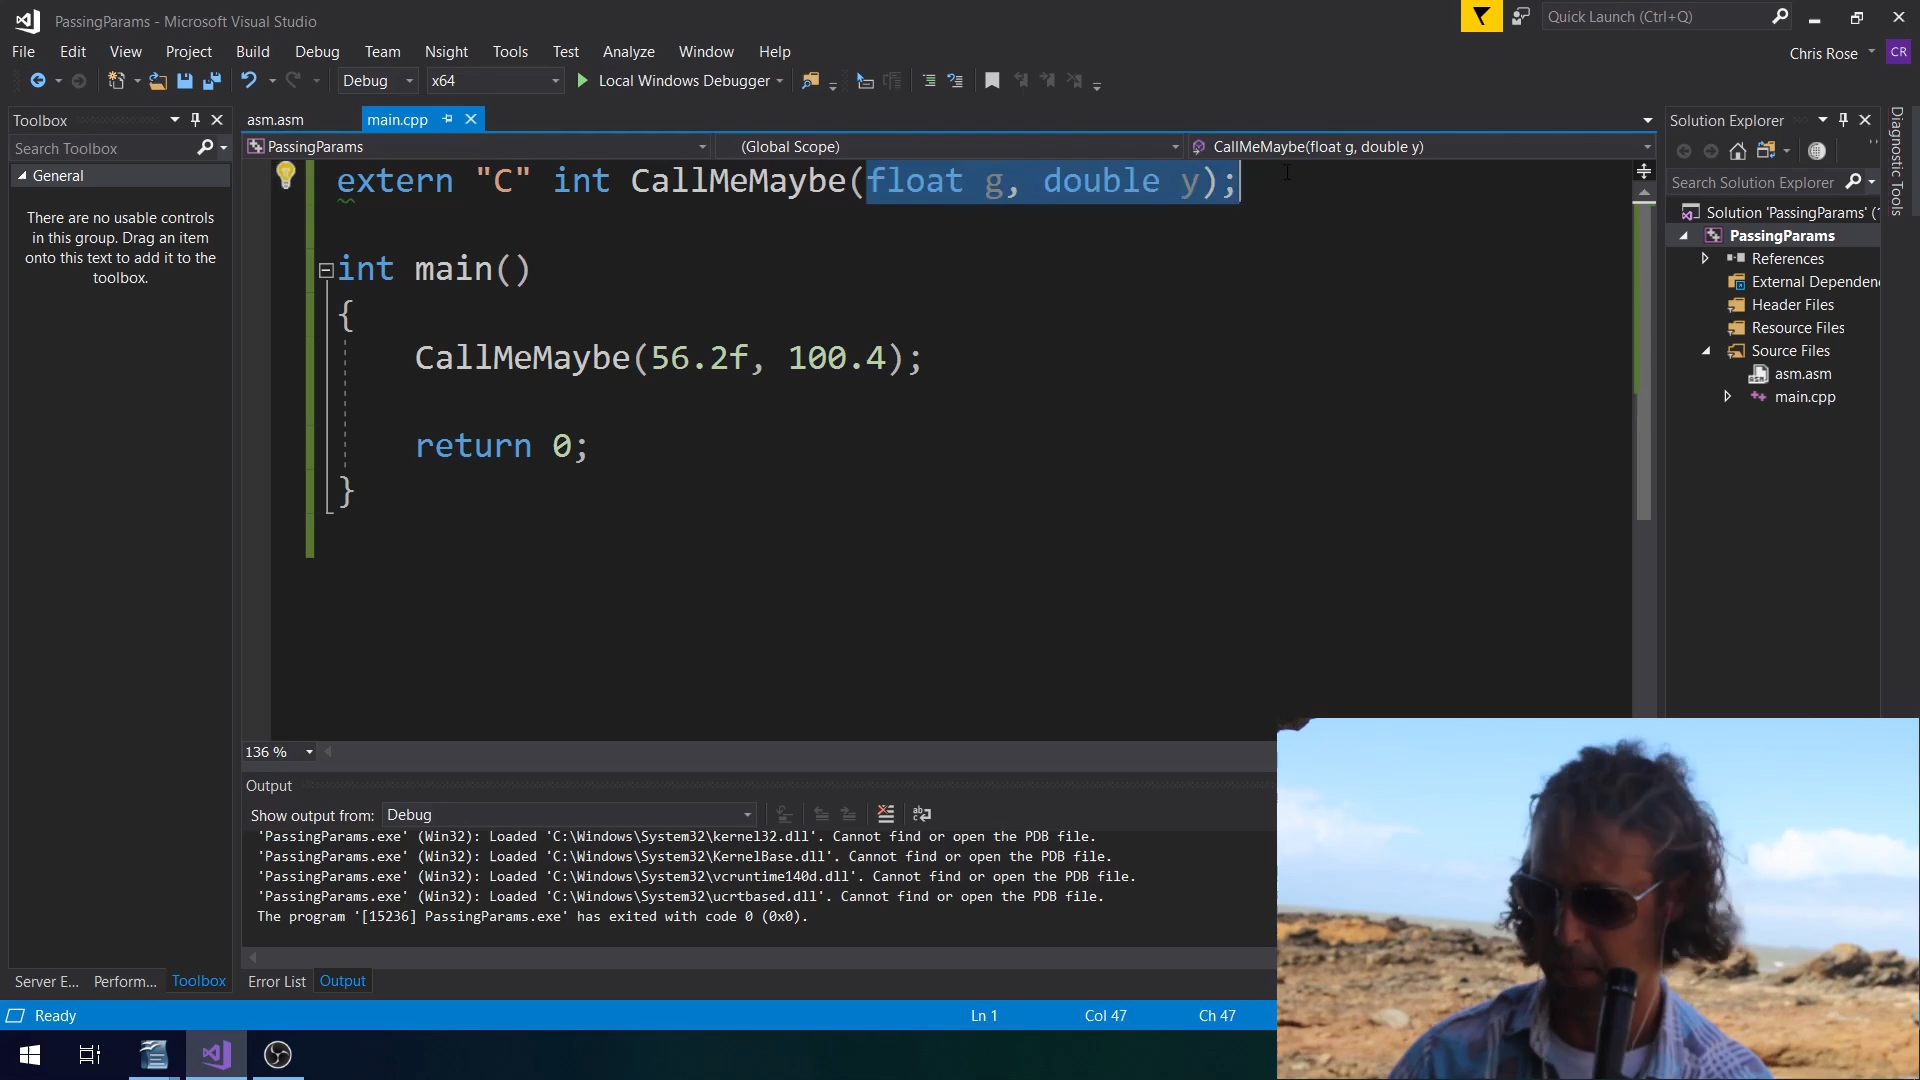 PassingParams - Microsoft Visual Studio
Quick Launch (Ctrl+Q)
File Edit View Project Build Debug Team Nsight Tools Test Analyze Window Help
Chris Rose CR
Debug x64 Local Windows Debugger
Toolbox
asm.asm main.cpp
Solution Explorer
Diagnostic Tools
Search Toolbox
PassingParams (Global Scope) CallMeMaybe(float g, double y)
General
extern "C" int CallMeMaybe(float g, double y);
Search Solution Explorer
There are no usable controls
in this group. Drag an item
onto this text to add it to the
toolbox.
Solution 'PassingParams' (
PassingParams
References
External Dependen
Header Files
Resource Files
Source Files
asm.asm
main.cpp
int main()
{
CallMeMaybe(56.2f, 100.4);
return 0;
}
136 %
Output
Show output from: Debug
'PassingParams.exe' (Win32): Loaded 'C:\Windows\System32\kernel32.dll'. Cannot find or open the PDB file.
'PassingParams.exe' (Win32): Loaded 'C:\Windows\System32\KernelBase.dll'. Cannot find or open the PDB file.
'PassingParams.exe' (Win32): Loaded 'C:\Windows\System32\vcruntime140d.dll'. Cannot find or open the PDB file.
'PassingParams.exe' (Win32): Loaded 'C:\Windows\System32\ucrtbased.dll'. Cannot find or open the PDB file.
The program '[15236] PassingParams.exe' has exited with code 0 (0x0).
Server E... Perform... Toolbox Error List Output
Ready Ln 1 Col 47 Ch 47